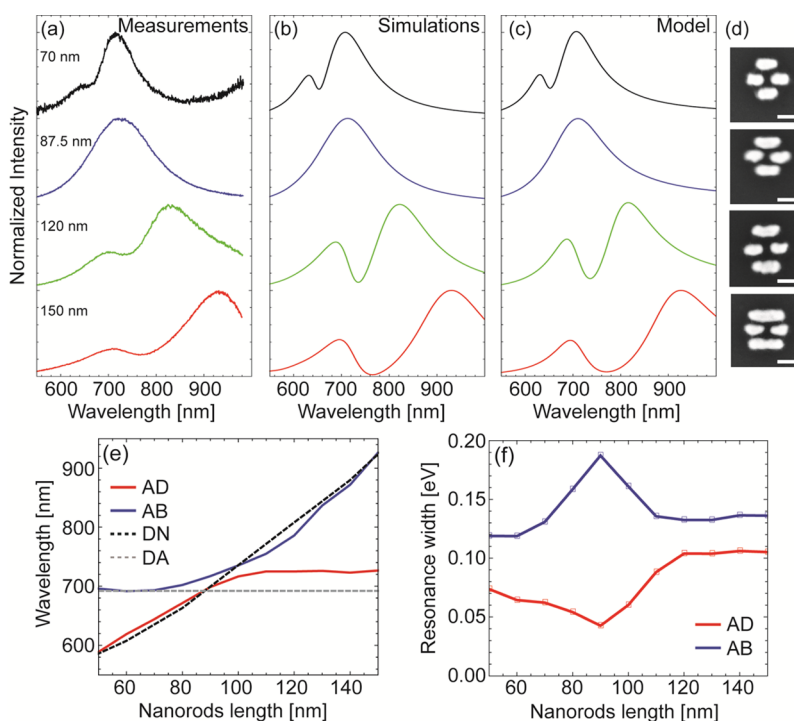 (a) Measurements (b) Simulations (c) Model (d)
70 nm
87.5 nm
120 nm
150 nm
Normalized Intensity
600 700 800 900 600 700 800 900 600 700 800 900
Wavelength [nm] Wavelength [nm] Wavelength [nm]
(e)
900
800
700
600
Wavelength [nm]
AD
AB
DN
DA
60 80 100 120 140
Nanorods length [nm]
(f)
0.20
0.15
0.10
0.05
0.00
Resonance width [eV]
AD
AB
60 80 100 120 140
Nanorods length [nm]